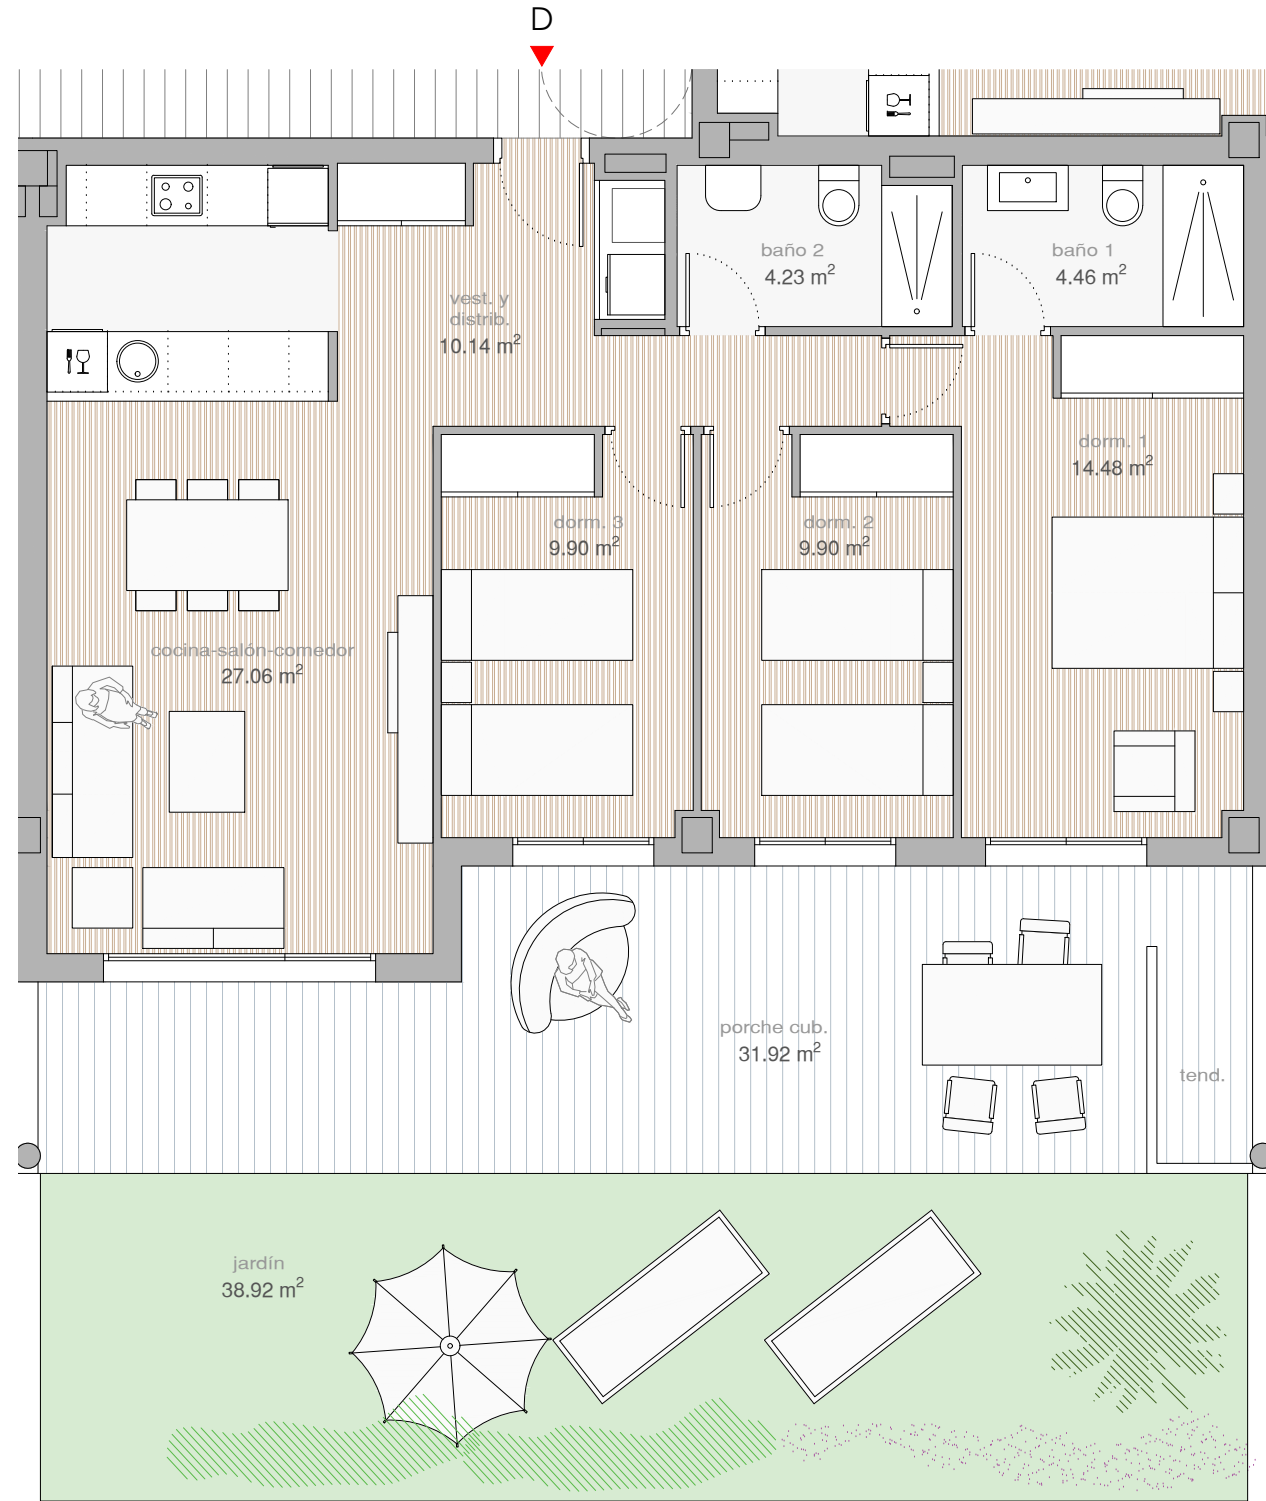 D
baño 2
4.23 m²
baño 1
4.46 m²
vest. y
distrib.
10.14 m²
dorm. 1
14.48 m²
dorm. 3
9.90 m²
dorm. 2
9.90 m²
cocina-salón-comedor
27.06 m²
porche cub.
31.92 m²
tend.
jardín
38.92 m²